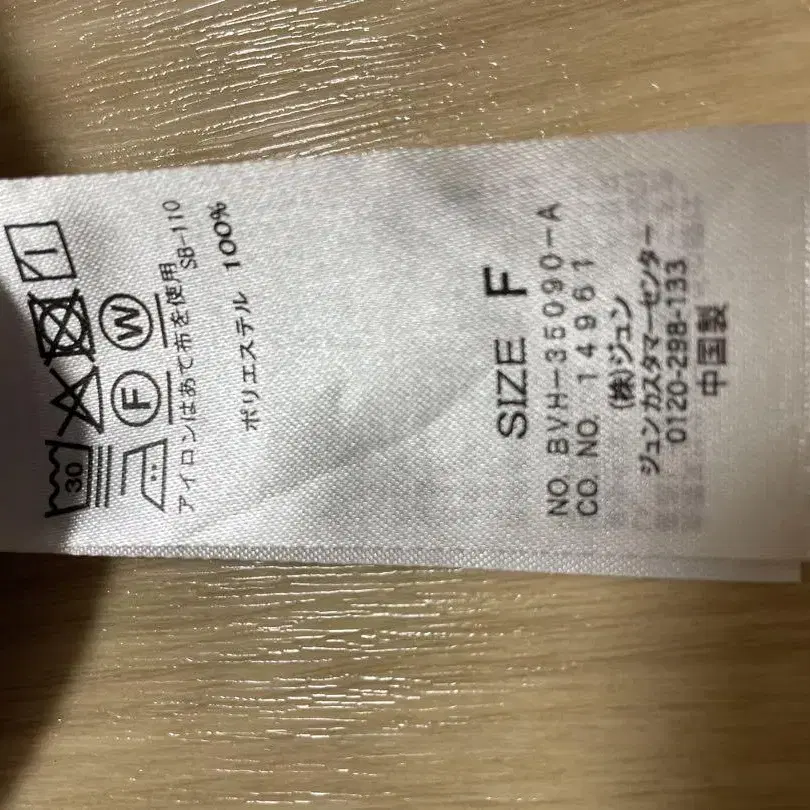 30
F W
アイロンはあて布を使用
SB-110
ポリエステル 100%
SIZE F
NO. BVH-35090-A
CO. NO. 14961
(株)ジュン
ジュン カスタマーセンター
0120-298-133
中国製